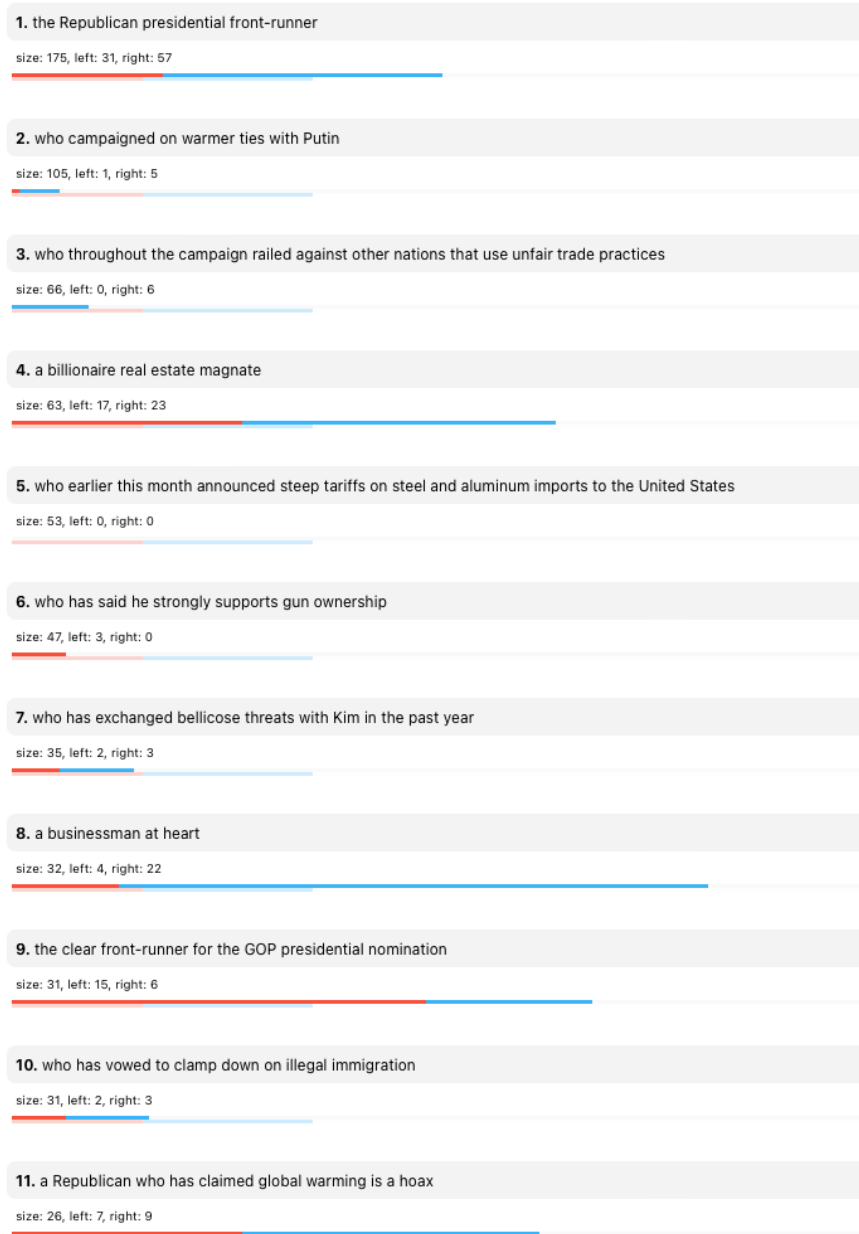 1. the Republican presidential front-runner
size: 175, left: 31, right: 57
2. who campaigned on warmer ties with Putin
size: 105, left: 1, right: 5
3. who throughout the campaign railed against other nations that use unfair trade practices
size: 66, left: 0, right: 6
4. a billionaire real estate magnate
size: 63, left: 17, right: 23
5. who earlier this month announced steep tariffs on steel and aluminum imports to the United States
size: 53, left: 0, right: 0
6. who has said he strongly supports gun ownership
size: 47, left: 3, right: 0
7. who has exchanged bellicose threats with Kim in the past year
size: 35, left: 2, right: 3
8. a businessman at heart
size: 32, left: 4, right: 22
9. the clear front-runner for the GOP presidential nomination
size: 31, left: 15, right: 6
10. who has vowed to clamp down on illegal immigration
size: 31, left: 2, right: 3
11. a Republican who has claimed global warming is a hoax
size: 26, left: 7, right: 9